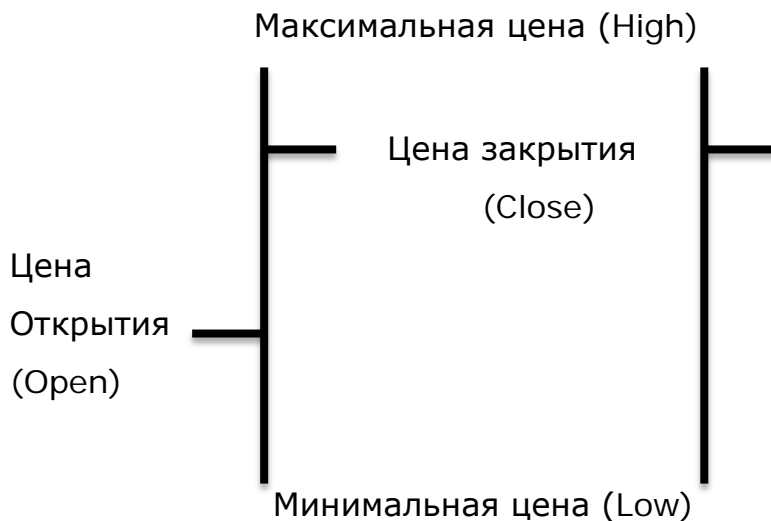 Максимальная цена (High)
Цена закрытия
(Close)
Цена
Открытия
(Open)
Минимальная цена (Low)